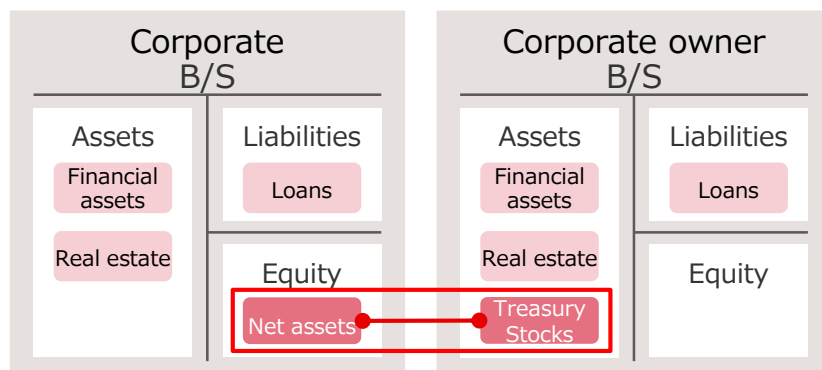 Corporate
B/S
Assets
Financial
assets
Real estate
Liabilities
Loans
Equity
Net assets
Corporate owner
B/S
Assets
Financial
assets
Real estate
Treasury
Stocks
Liabilities
Loans
Equity